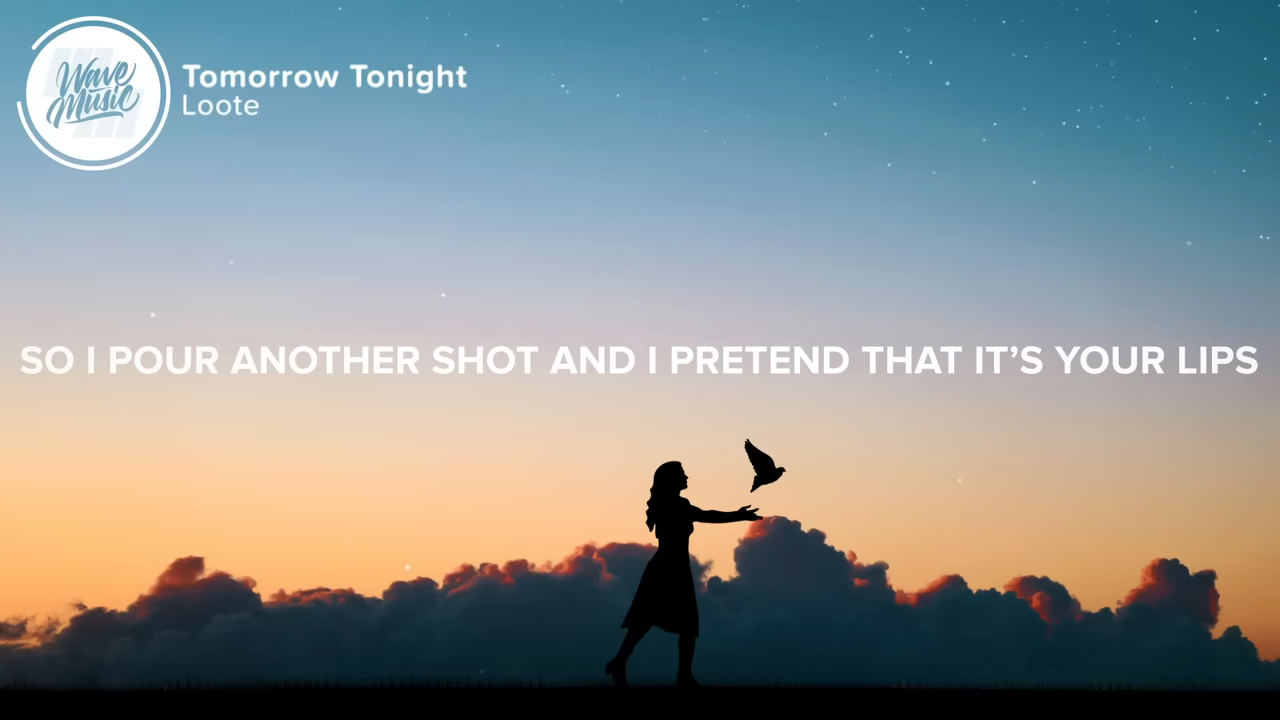 Wave
Music
Tomorrow Tonight
Loote
SO I POUR ANOTHER SHOT AND I PRETEND THAT IT’S YOUR LIPS